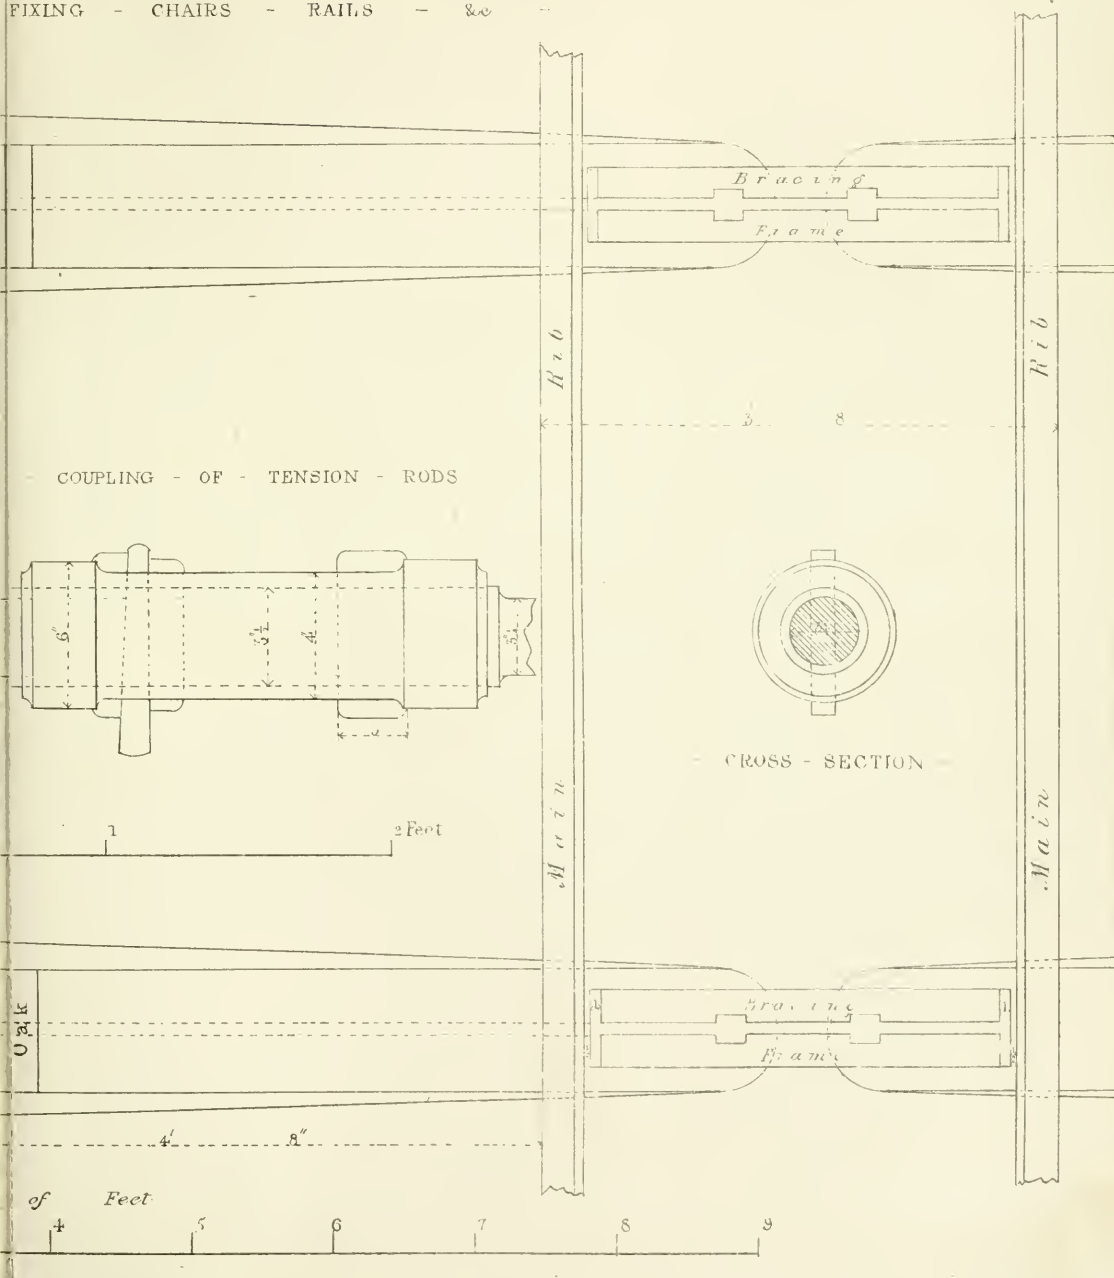 FIXING - CHAIRS - RAILS - &c -
Bracing
Frame
Main Rib
Main Rib
3 8
COUPLING - OF - TENSION - RODS
6"
4"
CROSS - SECTION
1 2 Feet
Oak
Bracing
Frame
4' 8"
of Feet
4 5 6 7 8 9